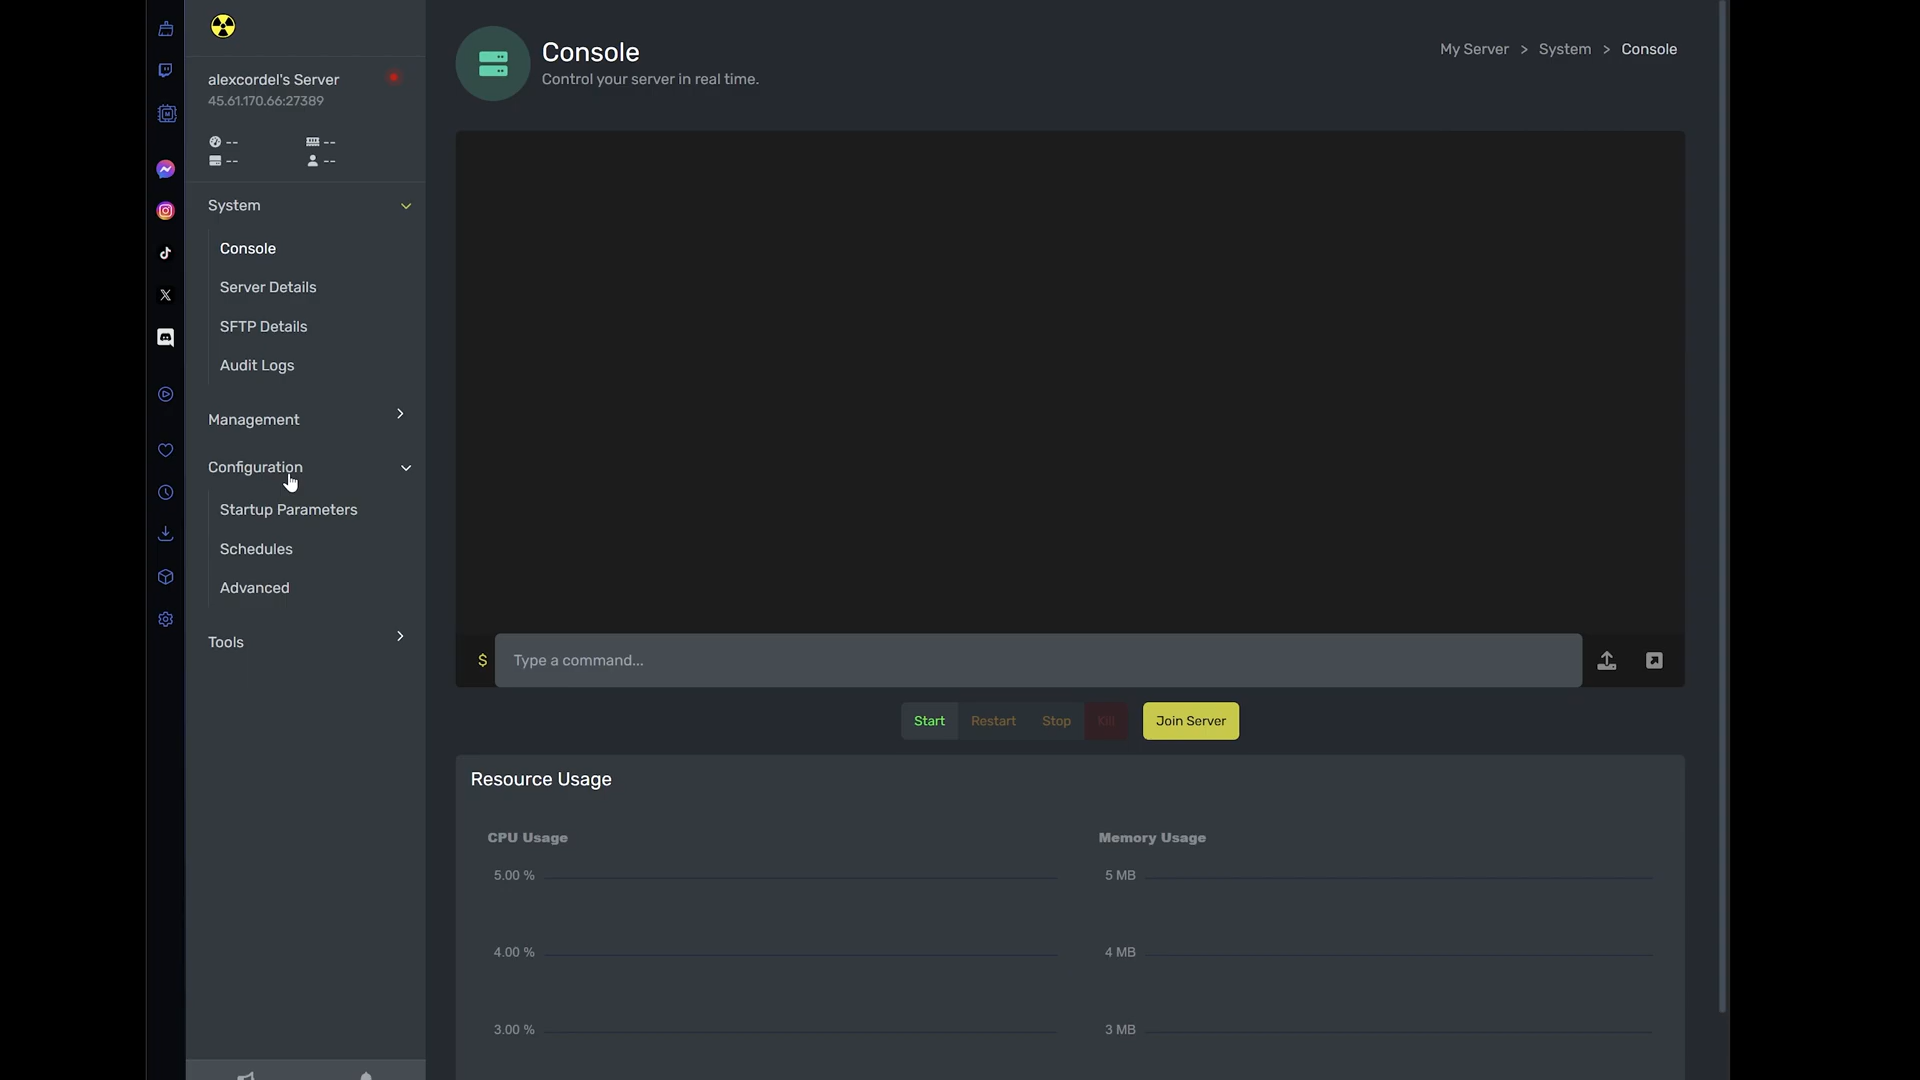 alexcordel's Server
45.61.170.66:27389
-- --
-- --
System
Console
Server Details
SFTP Details
Audit Logs
Management
Configuration
Startup Parameters
Schedules
Advanced
Tools
Console
Control your server in real time.
My Server > System > Console
$ Type a command...
Start Restart Stop Kill Join Server
Resource Usage
CPU Usage
5.00 %
4.00 %
3.00 %
Memory Usage
5 MB
4 MB
3 MB